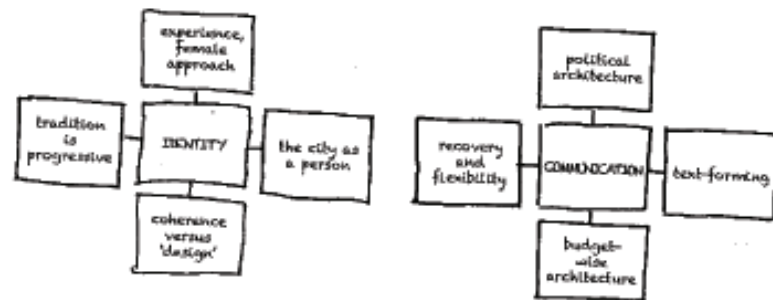 experience,
female
approach
tradition
is
progressive
IDENTITY
the city as
a person
coherence
versus
'design'
political
architecture
recovery
and
flexibility
COMMUNICATION
text-forming
budget-
wise
architecture